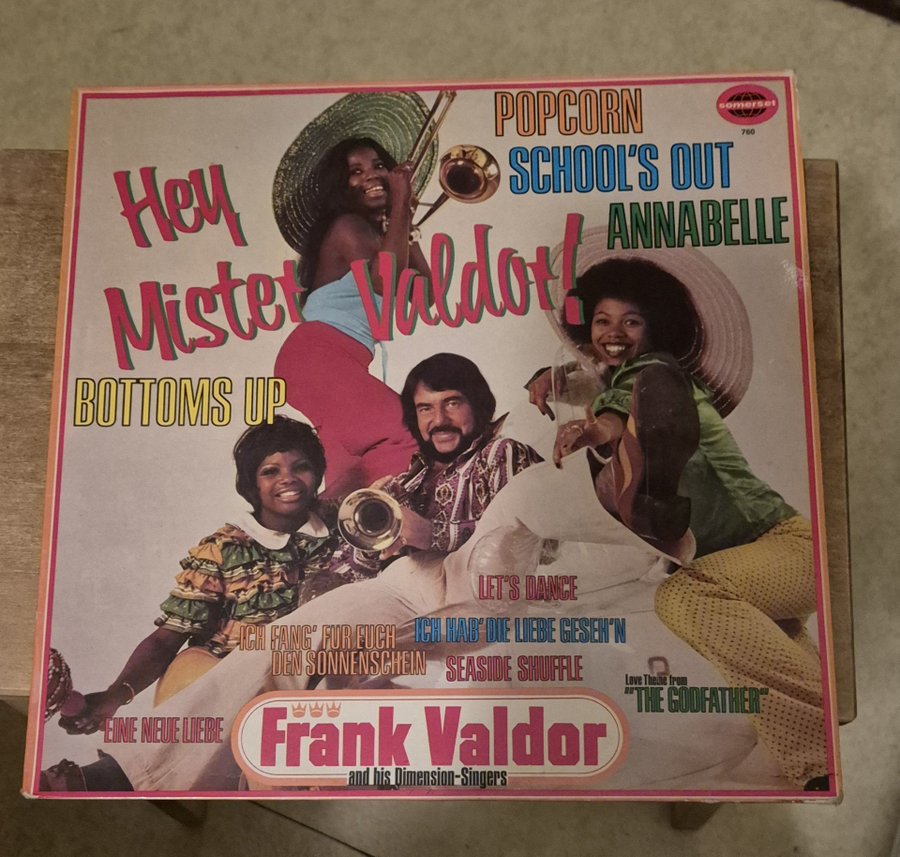 POPCORN
somerset
760
SCHOOL'S OUT
ANNABELLE
Hey
Mister Valdor!
BOTTOMS UP
LET'S DANCE
ICH FANG' FUR EUCH
DEN SONNENSCHEIN
ICH HAB' DIE LIEBE GESEH'N
SEASIDE SHUFFLE
Love Theme from
"THE GODFATHER"
EINE NEUE LIEBE
Frank Valdor
and his Dimension-Singers